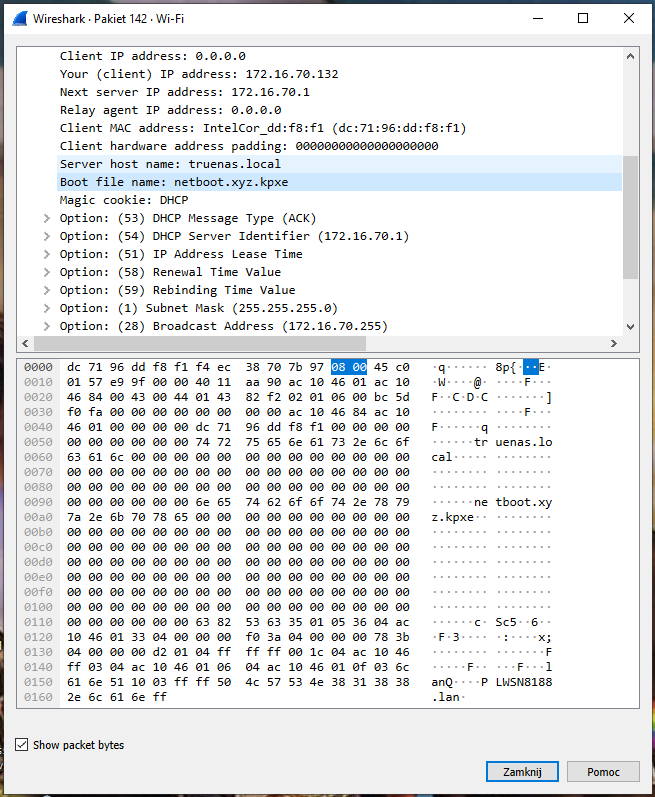 Wireshark · Pakiet 142 · Wi-Fi
Client IP address: 0.0.0.0
Your (client) IP address: 172.16.70.132
Next server IP address: 172.16.70.1
Relay agent IP address: 0.0.0.0
Client MAC address: IntelCor_dd:f8:f1 (dc:71:96:dd:f8:f1)
Client hardware address padding: 00000000000000000000
Server host name: truenas.local
Boot file name: netboot.xyz.kpxe
Magic cookie: DHCP
Option: (53) DHCP Message Type (ACK)
Option: (54) DHCP Server Identifier (172.16.70.1)
Option: (51) IP Address Lease Time
Option: (58) Renewal Time Value
Option: (59) Rebinding Time Value
Option: (1) Subnet Mask (255.255.255.0)
Option: (28) Broadcast Address (172.16.70.255)
0000 dc 71 96 dd f8 f1 f4 ec 38 70 7b 97 08 00 45 c0 ·q······ 8p{···E·
0010 01 57 e9 9f 00 00 40 11 aa 90 ac 10 46 01 ac 10 ·W····@· ····F···
0020 46 84 00 43 00 44 01 43 82 f2 02 01 06 00 bc 5d F··C·D·C ·······]
0030 f0 fa 00 00 00 00 00 00 00 00 ac 10 46 84 ac 10 ········ ····F···
0040 46 01 00 00 00 00 dc 71 96 dd f8 f1 00 00 00 00 F······q ········
0050 00 00 00 00 00 00 74 72 75 65 6e 61 73 2e 6c 6f ······tr uenas.lo
0060 63 61 6c 00 00 00 00 00 00 00 00 00 00 00 00 00 cal····· ········
0070 00 00 00 00 00 00 00 00 00 00 00 00 00 00 00 00 ········ ········
0080 00 00 00 00 00 00 00 00 00 00 00 00 00 00 00 00 ········ ········
0090 00 00 00 00 00 00 6e 65 74 62 6f 6f 74 2e 78 79 ······ne tboot.xy
00a0 7a 2e 6b 70 78 65 00 00 00 00 00 00 00 00 00 00 z.kpxe·· ········
00b0 00 00 00 00 00 00 00 00 00 00 00 00 00 00 00 00 ········ ········
00c0 00 00 00 00 00 00 00 00 00 00 00 00 00 00 00 00 ········ ········
00d0 00 00 00 00 00 00 00 00 00 00 00 00 00 00 00 00 ········ ········
00e0 00 00 00 00 00 00 00 00 00 00 00 00 00 00 00 00 ········ ········
00f0 00 00 00 00 00 00 00 00 00 00 00 00 00 00 00 00 ········ ········
0100 00 00 00 00 00 00 00 00 00 00 00 00 00 00 00 00 ········ ········
0110 00 00 00 00 00 00 63 82 53 63 35 01 05 36 04 ac ······c· Sc5··6··
0120 10 46 01 33 04 00 00 00 f0 3a 04 00 00 00 78 3b ·F·3···· ·:····x;
0130 04 00 00 00 d2 01 04 ff ff ff 00 1c 04 ac 10 46 ········ ·······F
0140 ff 03 04 ac 10 46 01 06 04 ac 10 46 01 0f 03 6c ·····F·· ···F···l
0150 61 6e 51 10 03 ff ff 50 4c 57 53 4e 38 31 38 38 anQ····P LWSN8188
0160 2e 6c 61 6e ff .lan·
Show packet bytes
Zamknij
Pomoc